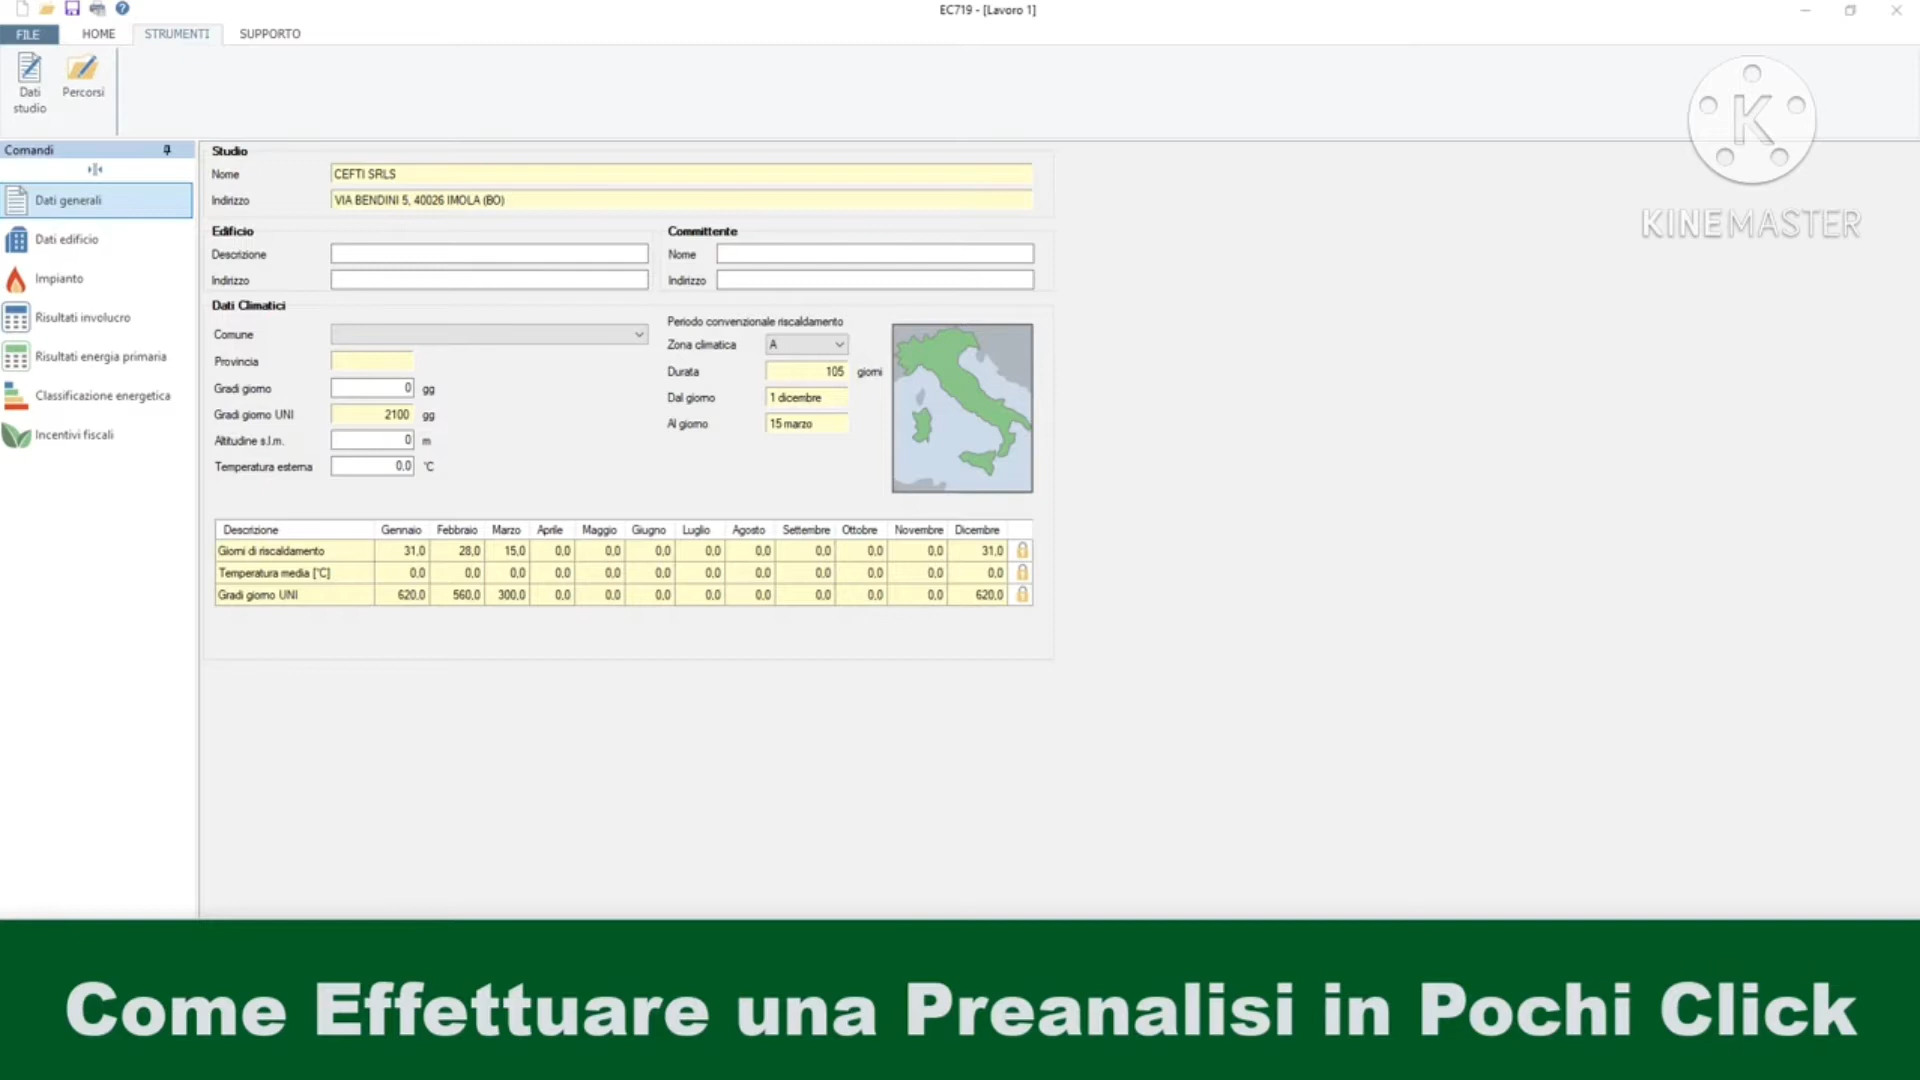 EC719 - [Lavoro 1]
FILE HOME STRUMENTI SUPPORTO
Dati studio
Percorsi
K
KINEMASTER
Comandi
Dati generali
Dati edificio
Impianto
Risultati involucro
Risultati energia primaria
Classificazione energetica
Incentivi fiscali
Studio
Nome CEFTI SRLS
Indirizzo VIA BENDINI 5, 40026 IMOLA (BO)
Edificio
Descrizione
Indirizzo
Committente
Nome
Indirizzo
Dati Climatici
Comune
Provincia
Gradi giorno 0 gg
Gradi giorno UNI 2100 gg
Altitudine s.l.m. 0 m
Temperatura esterna 0.0 °C
Periodo convenzionale riscaldamento
Zona climatica A
Durata 105 giorni
Dal giorno 1 dicembre
Al giorno 15 marzo
Descrizione Gennaio Febbraio Marzo Aprile Maggio Giugno Luglio Agosto Settembre Ottobre Novembre Dicembre
Giorni di riscaldamento 31,0 28,0 15,0 0,0 0,0 0,0 0,0 0,0 0,0 0,0 0,0 31,0
Temperatura media [°C] 0,0 0,0 0,0 0,0 0,0 0,0 0,0 0,0 0,0 0,0 0,0 0,0
Gradi giorno UNI 620,0 560,0 300,0 0,0 0,0 0,0 0,0 0,0 0,0 0,0 0,0 620,0
Come Effettuare una Preanalisi in Pochi Click